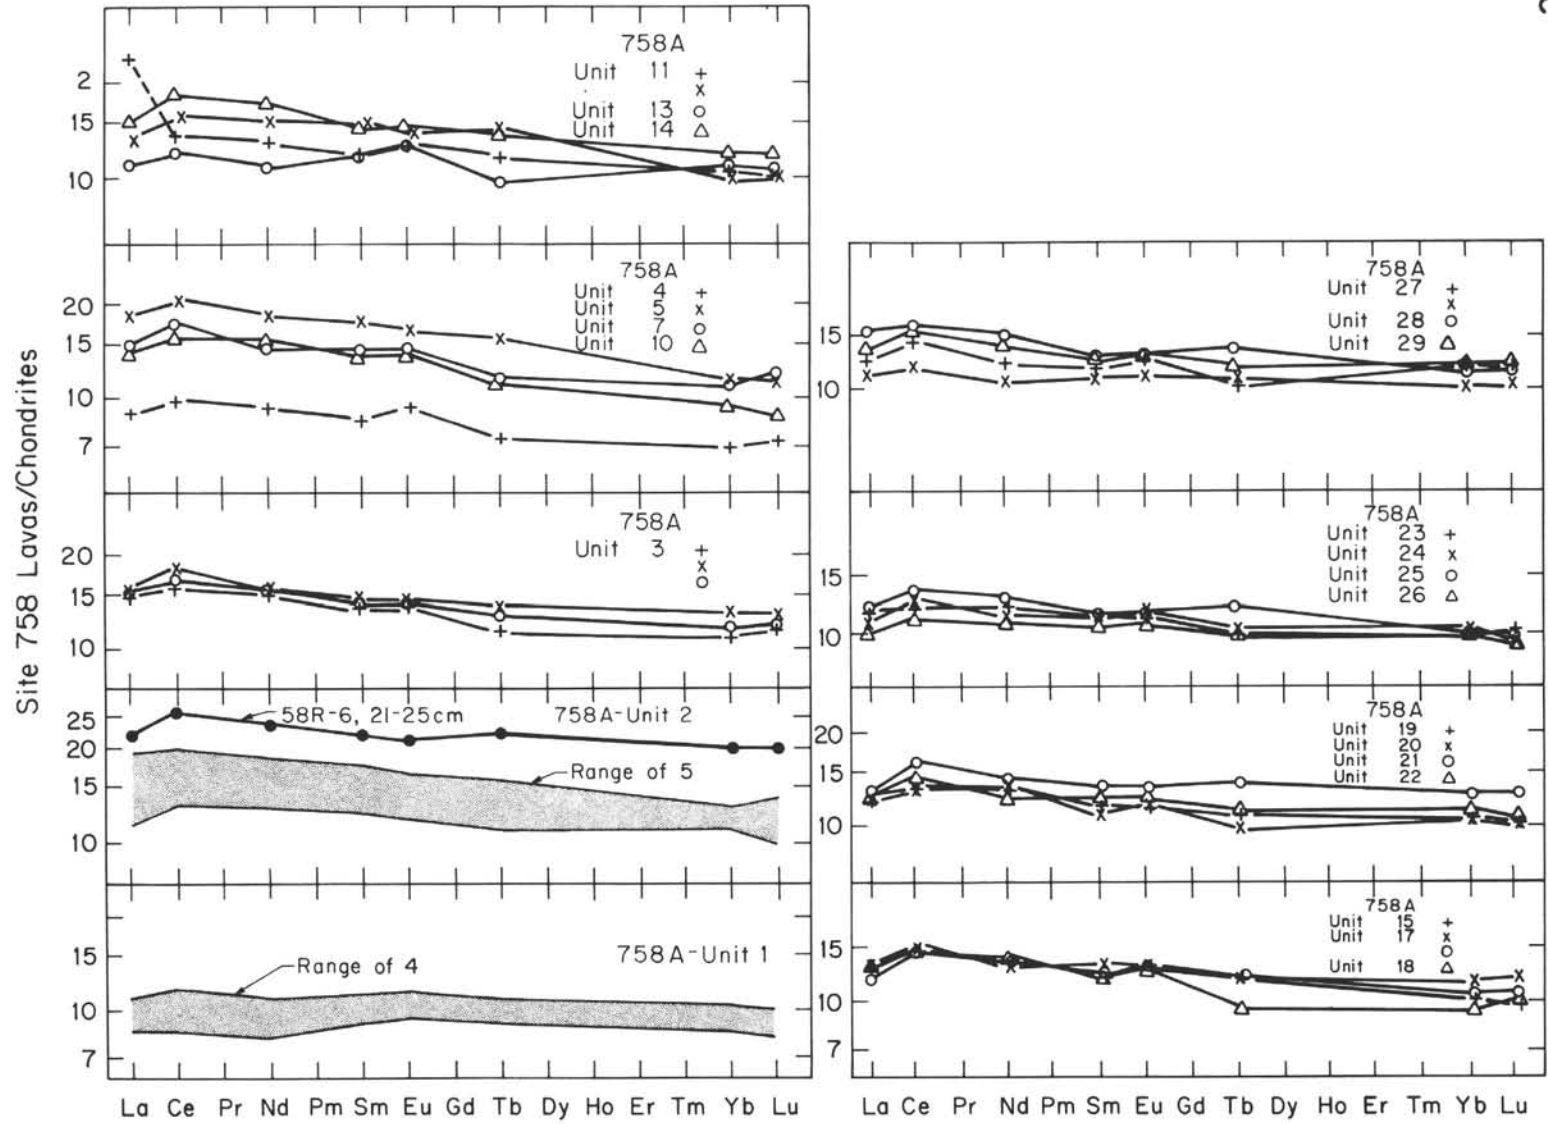 Site 758 Lavas/Chondrites
758A
Unit 11 +
x
Unit 13 o
Unit 14 △
2
15
10
758A
Unit 4 +
Unit 5 x
Unit 7 o
Unit 10 △
20
15
10
7
758A
Unit 3 +
x
o
20
15
10
58R-6, 21-25cm
758A-Unit 2
Range of 5
25
20
15
10
758A-Unit 1
Range of 4
15
10
7
La Ce Pr Nd Pm Sm Eu Gd Tb Dy Ho Er Tm Yb Lu
758A
Unit 27 +
x
Unit 28 o
Unit 29 △
15
10
758A
Unit 23 +
Unit 24 x
Unit 25 o
Unit 26 △
15
10
758A
Unit 19 +
Unit 20 x
Unit 21 o
Unit 22 △
20
15
10
758A
Unit 15 +
Unit 17 x
o
Unit 18 △
15
10
7
La Ce Pr Nd Pm Sm Eu Gd Tb Dy Ho Er Tm Yb Lu